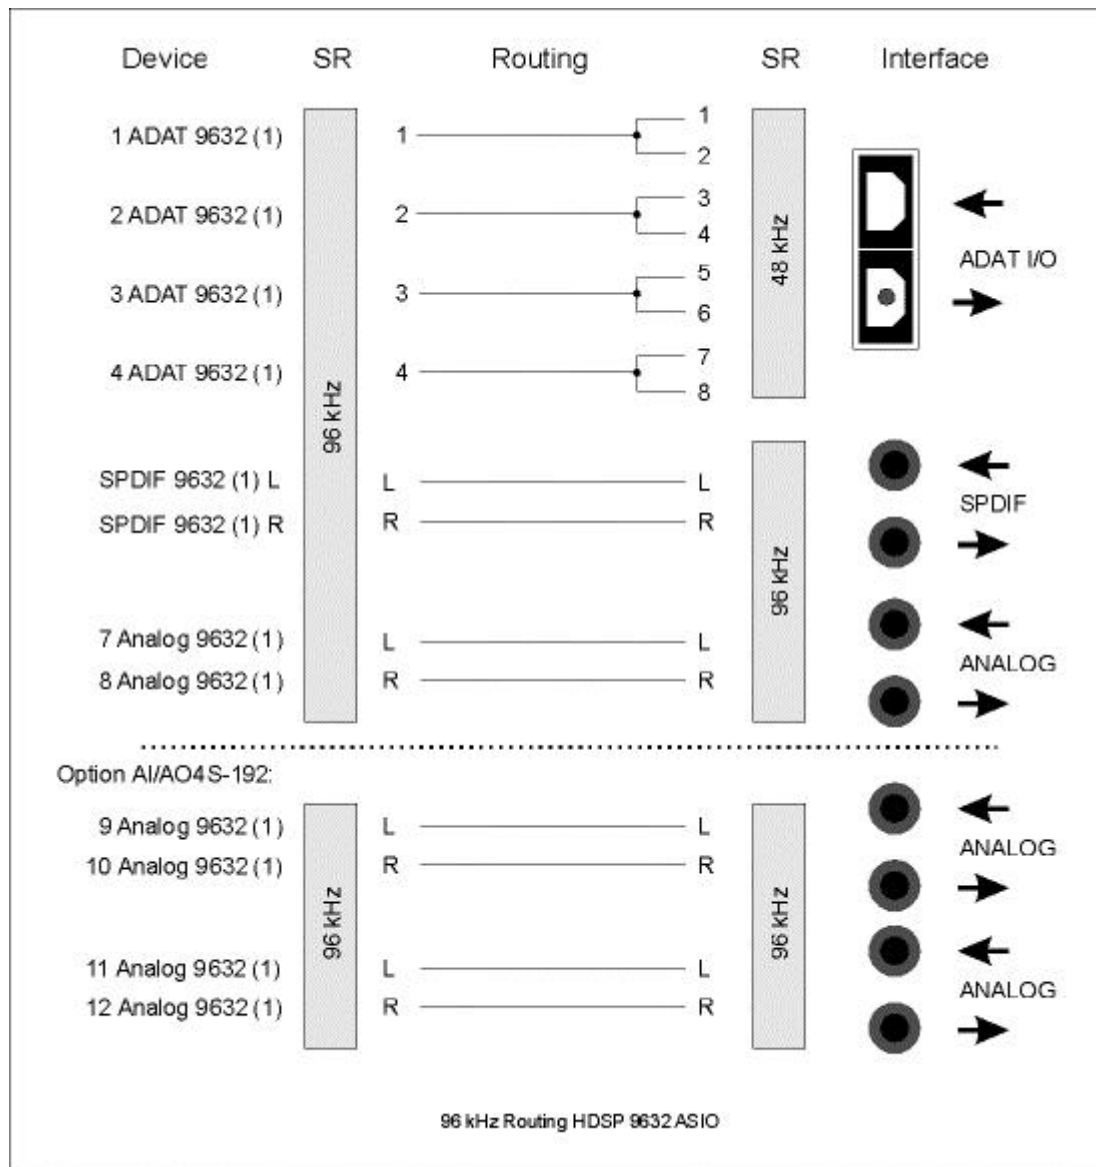 Device SR Routing SR Interface
1 ADAT 9632 (1) 1 1
2
2 ADAT 9632 (1) 2 3
4
ADAT I/O
3 ADAT 9632 (1) 3 5
6
4 ADAT 9632 (1) 4 7
8
96 kHz
48 kHz
SPDIF 9632 (1) L L L
SPDIF
SPDIF 9632 (1) R R R
96 kHz
7 Analog 9632 (1) L L
ANALOG
8 Analog 9632 (1) R R
Option AI/AO4S-192:
9 Analog 9632 (1) L L
ANALOG
10 Analog 9632 (1) R R
96 kHz
96 kHz
11 Analog 9632 (1) L L
ANALOG
12 Analog 9632 (1) R R
96 kHz Routing HDSP 9632 ASIO